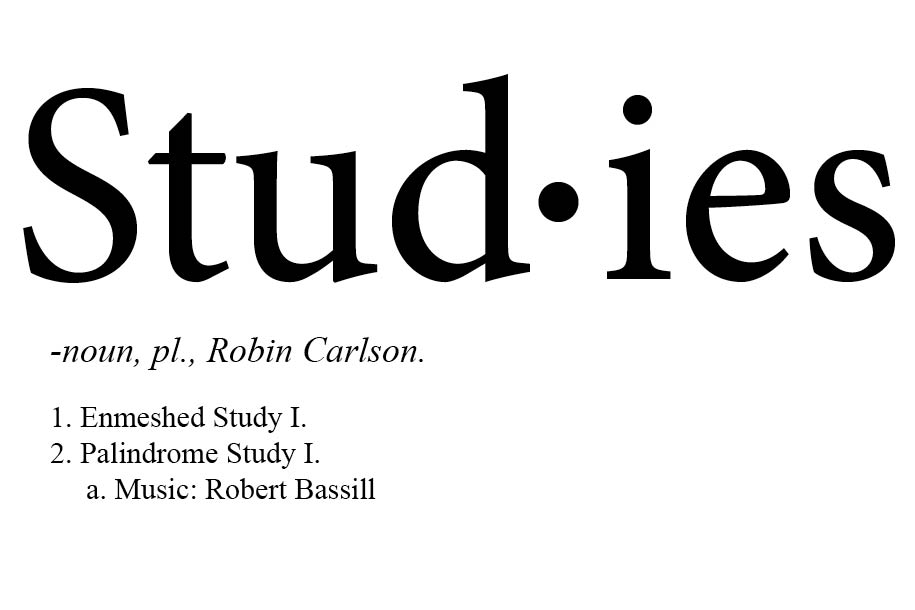 Stud·ies
-noun, pl., Robin Carlson.
1. Enmeshed Study I.
2. Palindrome Study I.
a. Music: Robert Bassill